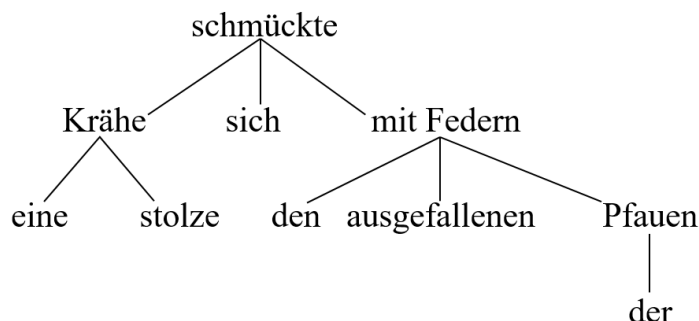 schmückte
Krähe sich mit Federn
eine stolze den ausgefallenen Pfauen
der